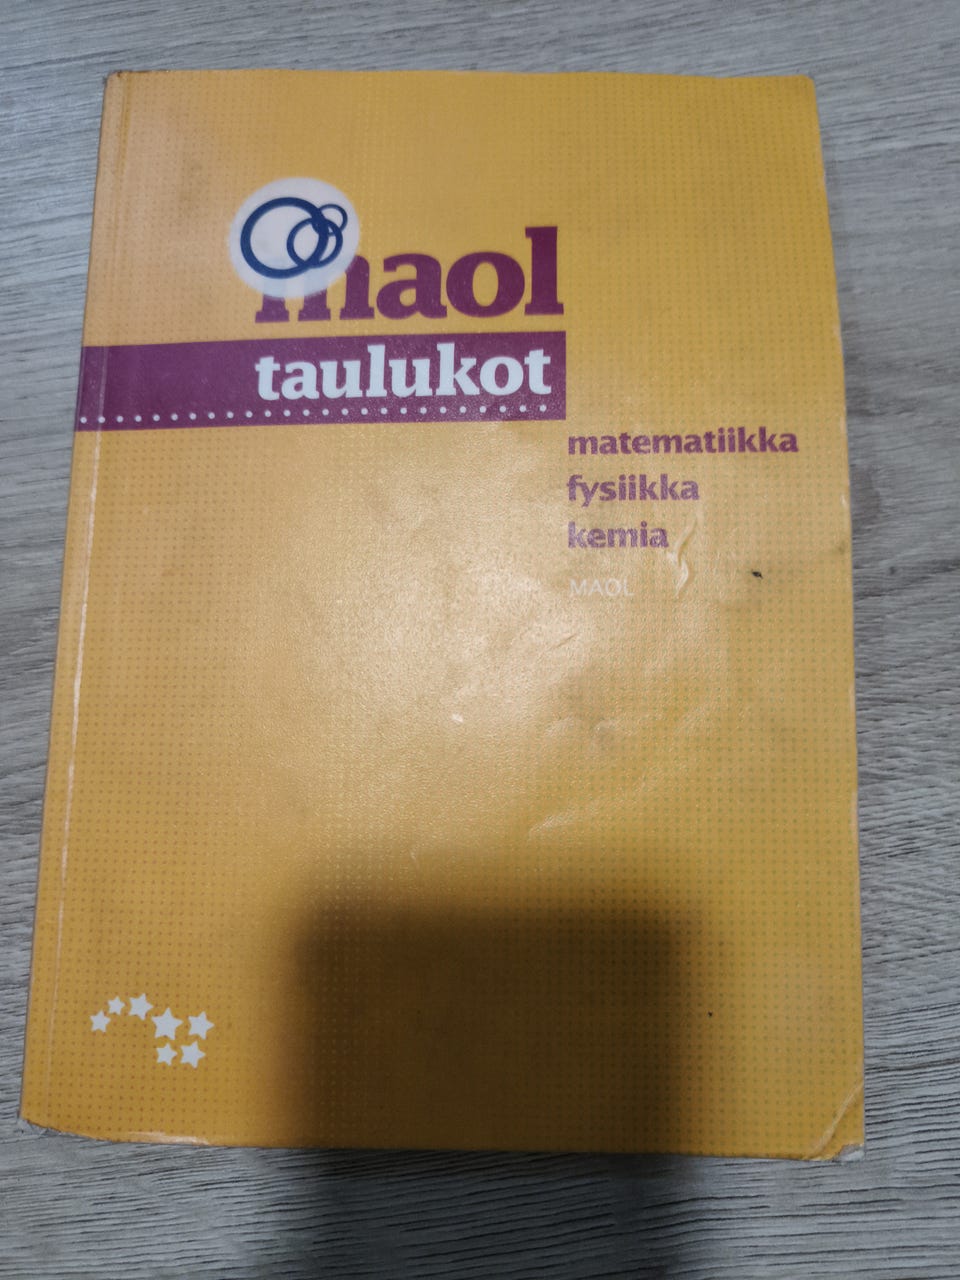 maol
taulukot
matematiikka
fysiikka
kemia
MAOL